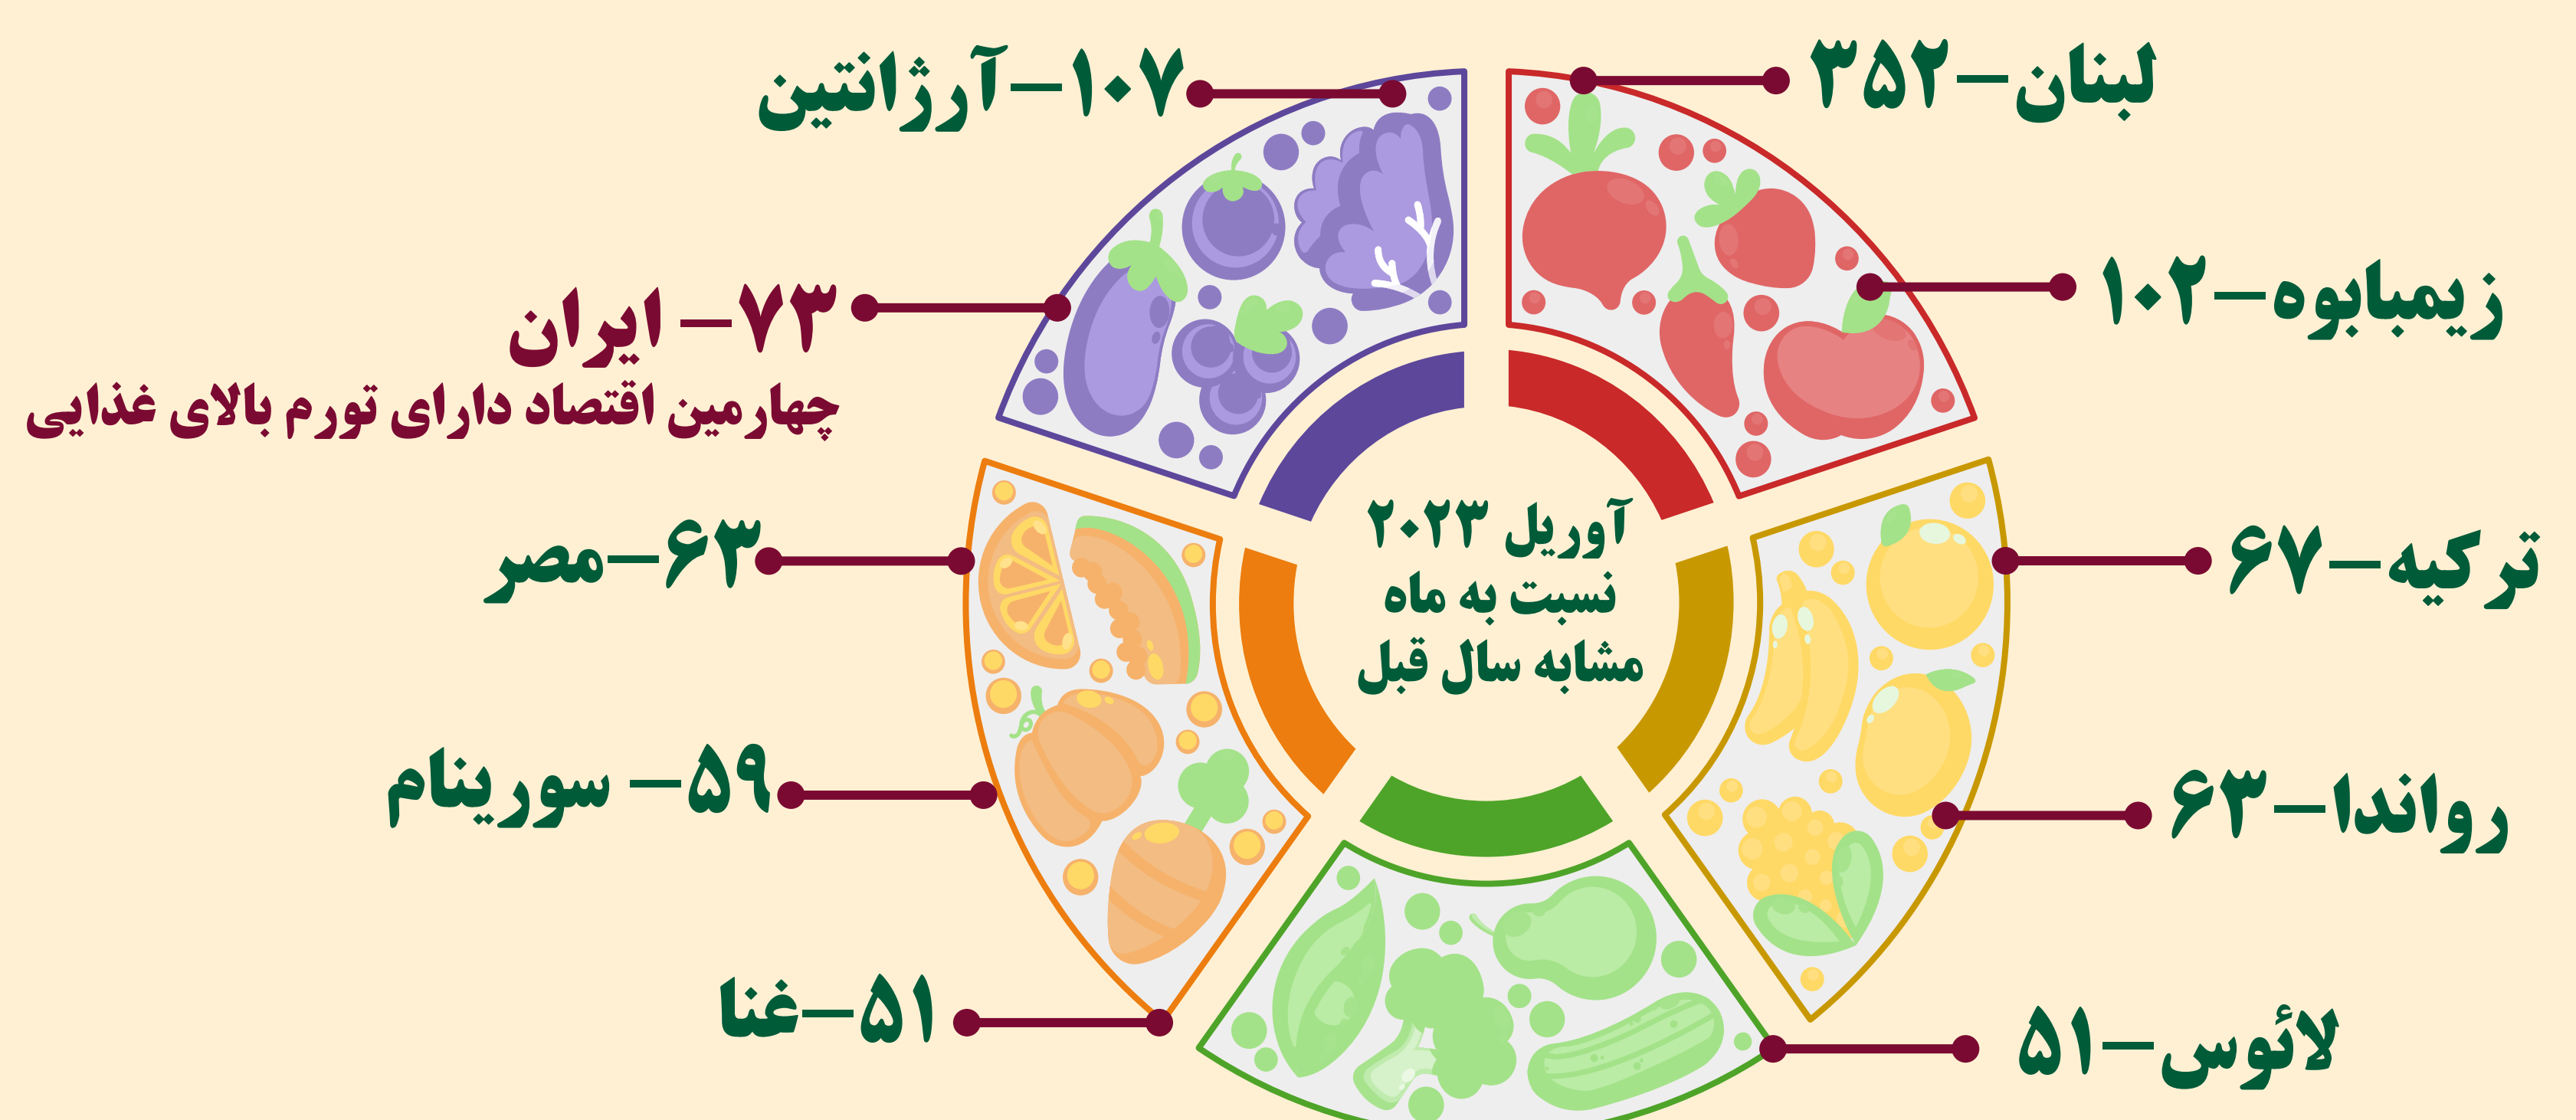 لبنان–۳۵۲
۱۰۷–آرژانتین
زیمبابوه–۱۰۲
۷۳– ایران
چهارمین اقتصاد دارای تورم بالای غذایی
ترکیه–۶۷
۶۳–مصر
آوریل ۲۰۲۳
نسبت به ماه
مشابه سال قبل
رواندا–۶۳
۵۹– سورینام
لائوس–۵۱
۵۱–غنا